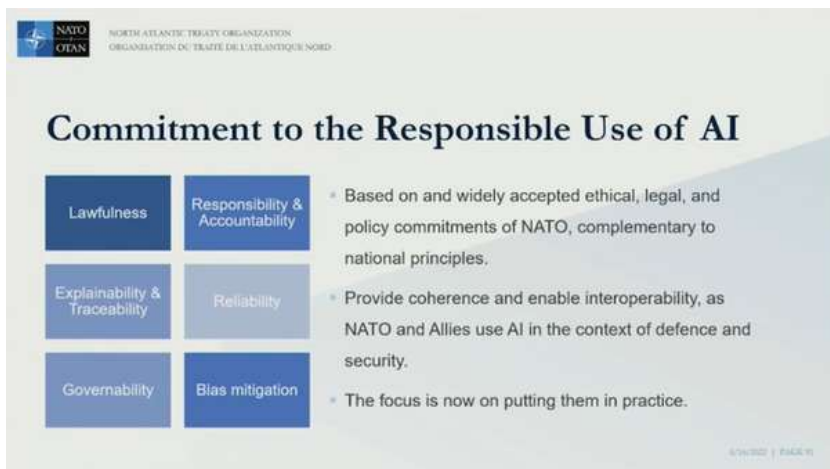 NATO
OTAN
NORTH ATLANTIC TREATY ORGANIZATION
ORGANISATION DU TRAITÉ DE L'ATLANTIQUE NORD
Commitment to the Responsible Use of AI
Lawfulness
Responsibility &
Accountability
Explainability &
Traceability
Reliability
Governability
Bias mitigation
Based on and widely accepted ethical, legal, and
policy commitments of NATO, complementary to
national principles.
Provide coherence and enable interoperability, as
NATO and Allies use AI in the context of defence and
security.
The focus is now on putting them in practice.
| PAGE